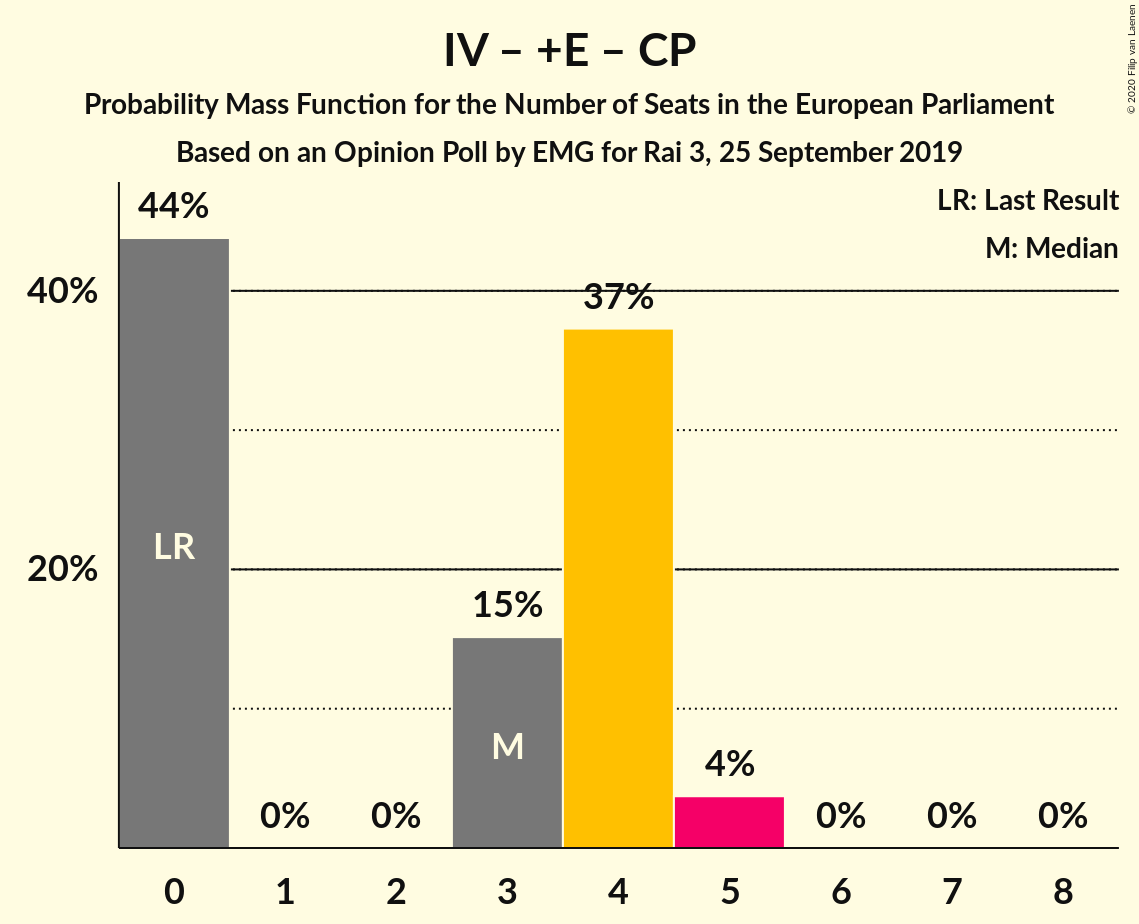 IV – +E – CP
Probability Mass Function for the Number of Seats in the European Parliament
Based on an Opinion Poll by EMG for Rai 3, 25 September 2019
© 2020 Filip van Laenen
LR: Last Result
M: Median
44%
40%
37%
LR
20%
15%
M
4%
0%
0%
0%
0%
0%
0 1 2 3 4 5 6 7 8